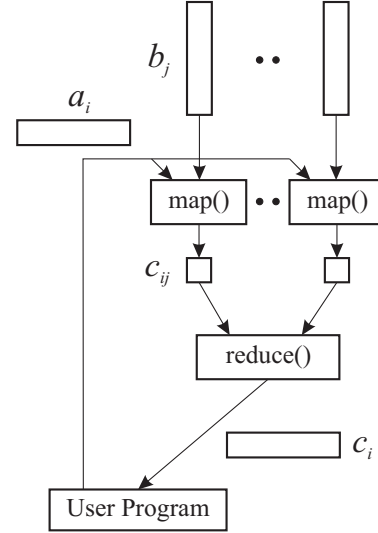 b_j
a_i
map() map()
c_ij
reduce()
c_i
User Program